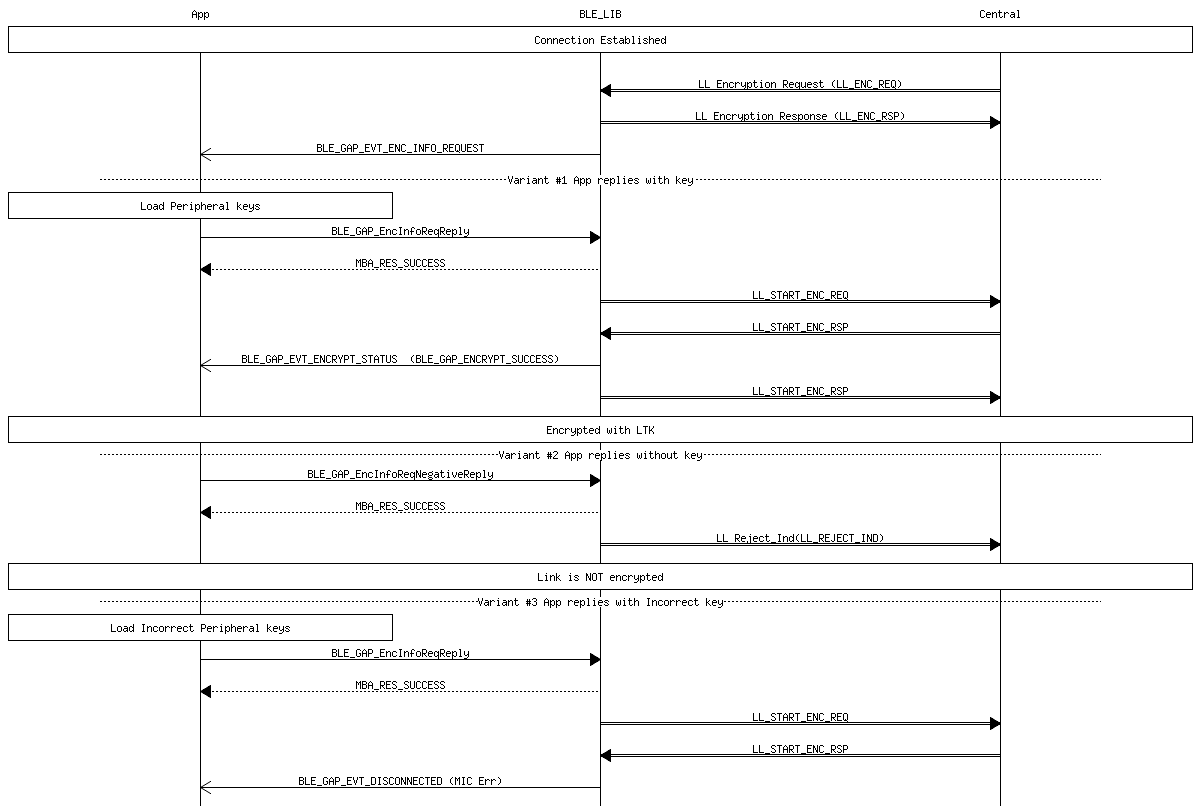 App BLE_LIB Central
Connection Established
LL Encryption Request (LL_ENC_REQ)
LL Encryption Response (LL_ENC_RSP)
BLE_GAP_EVT_ENC_INFO_REQUEST
Variant #1 App replies with key
Load Peripheral keys
BLE_GAP_EncInfoReqReply
MBA_RES_SUCCESS
LL_START_ENC_REQ
LL_START_ENC_RSP
BLE_GAP_EVT_ENCRYPT_STATUS (BLE_GAP_ENCRYPT_SUCCESS)
LL_START_ENC_RSP
Encrypted with LTK
Variant #2 App replies without key
BLE_GAP_EncInfoReqNegativeReply
MBA_RES_SUCCESS
LL Reject_Ind(LL_REJECT_IND)
Link is NOT encrypted
Variant #3 App replies with Incorrect key
Load Incorrect Peripheral keys
BLE_GAP_EncInfoReqReply
MBA_RES_SUCCESS
LL_START_ENC_REQ
LL_START_ENC_RSP
BLE_GAP_EVT_DISCONNECTED (MIC Err)